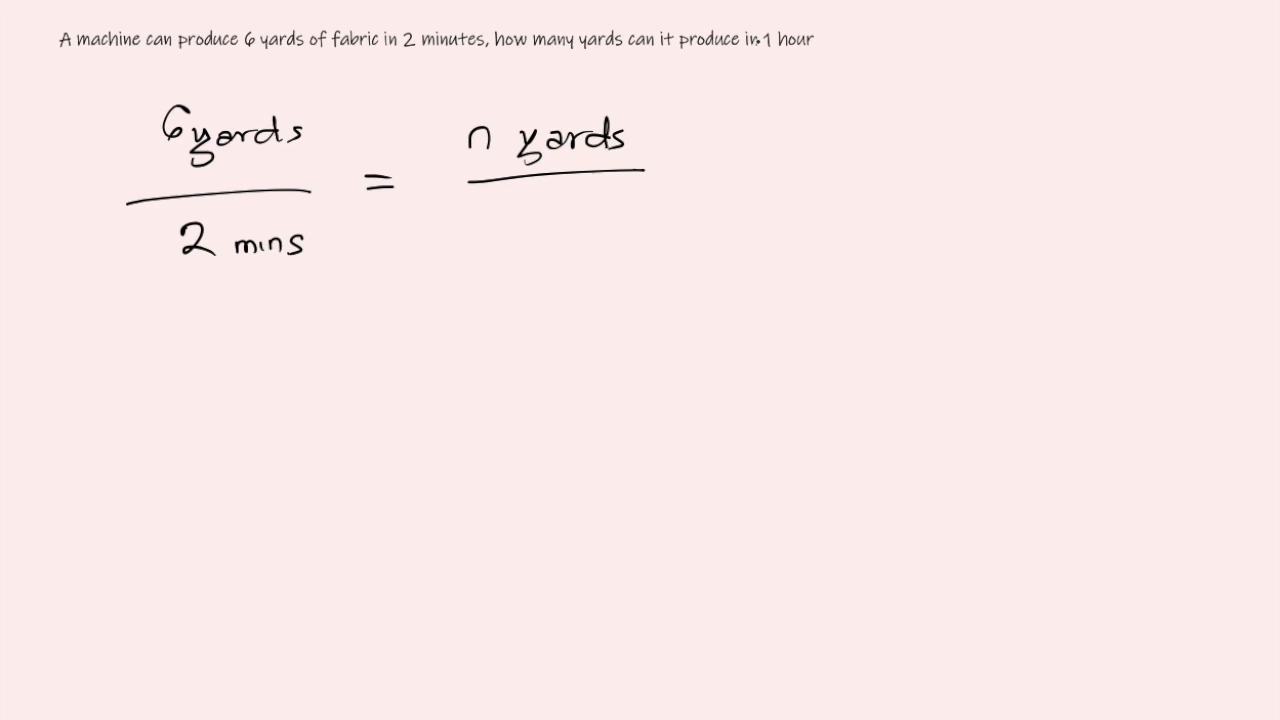 A machine can produce 6 yards of fabric in 2 minutes, how many yards can it produce in 1 hour
6 yards
=
n yards
2 mins